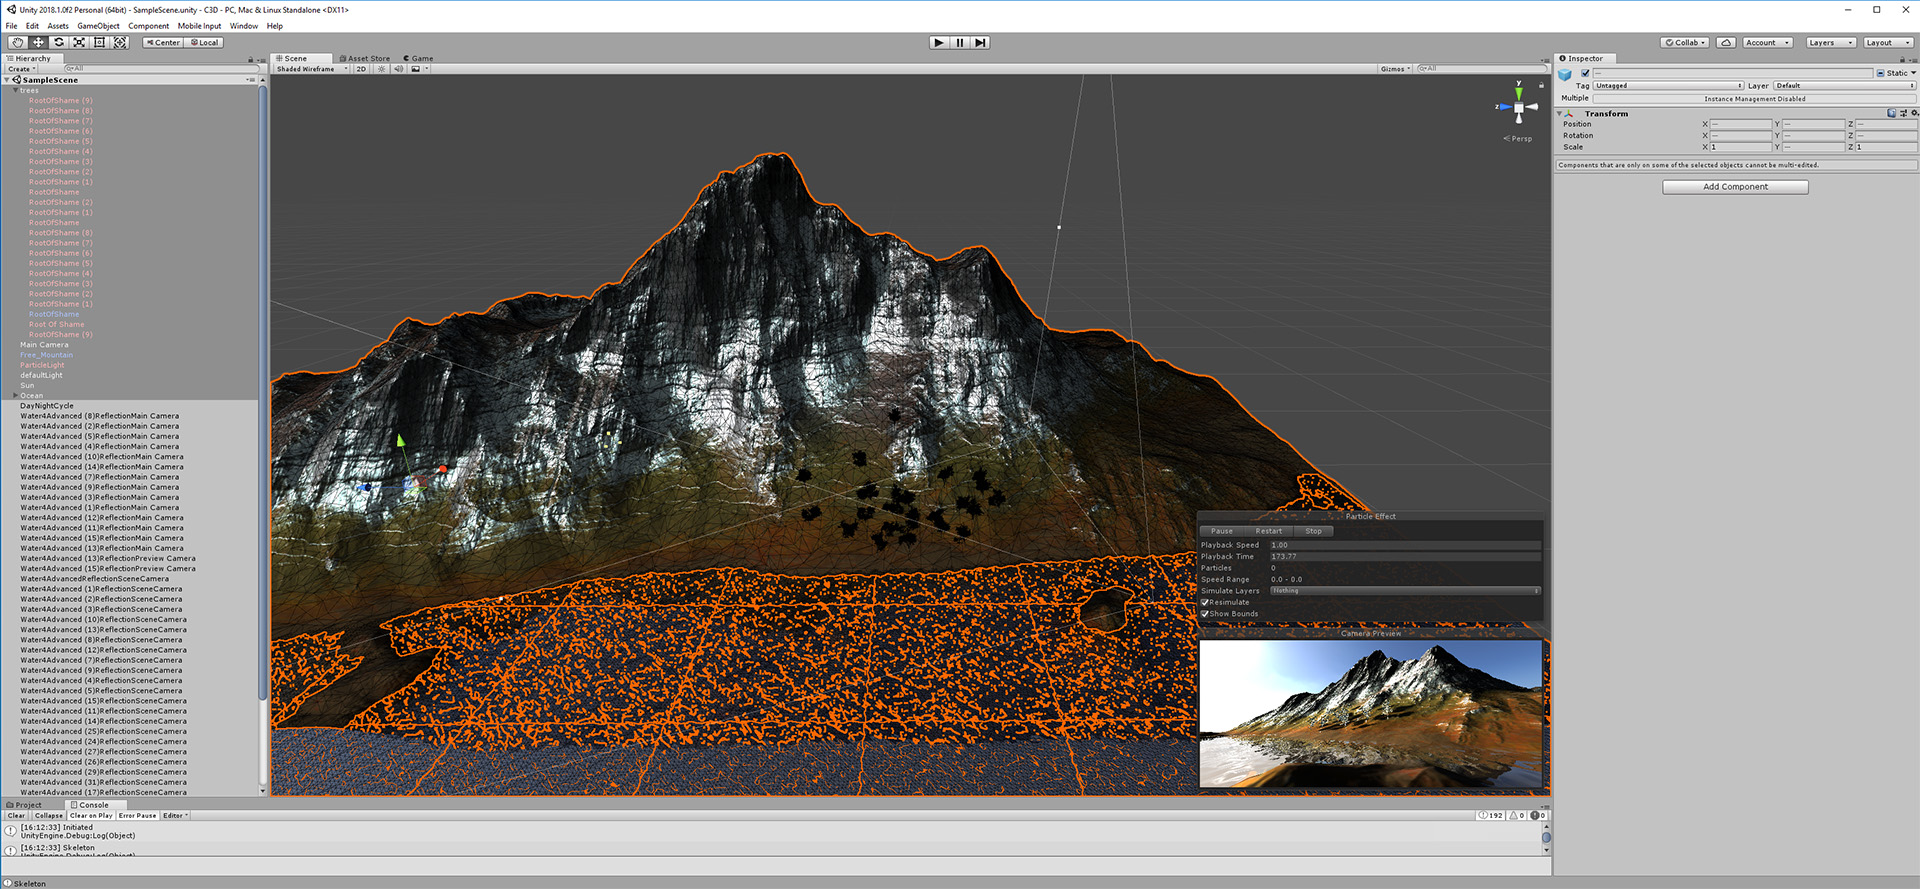 Unity 2018.1.0f2 Personal (64bit) - SampleScene.unity - C3D - PC, Mac & Linux Standalone <DX11>
File Edit Assets GameObject Component Mobile Input Window Help
Center Local
Collab Account Layers Layout
Hierarchy
Create All
SampleScene
trees
RootOfShame (9)
RootOfShame (8)
RootOfShame (7)
RootOfShame (6)
RootOfShame (5)
RootOfShame (4)
RootOfShame (3)
RootOfShame (2)
RootOfShame (1)
RootOfShame
RootOfShame (2)
RootOfShame (1)
RootOfShame
RootOfShame (8)
RootOfShame (7)
RootOfShame (6)
RootOfShame (5)
RootOfShame (4)
RootOfShame (3)
RootOfShame (2)
RootOfShame (1)
RootOfShame
Root Of Shame
RootOfShame (9)
Main Camera
Free_Mountain
ParticleLight
defaultLight
Sun
Ocean
DayNightCycle
Water4Advanced (8)ReflectionMain Camera
Water4Advanced (2)ReflectionMain Camera
Water4Advanced (5)ReflectionMain Camera
Water4Advanced (4)ReflectionMain Camera
Water4Advanced (10)ReflectionMain Camera
Water4Advanced (14)ReflectionMain Camera
Water4Advanced (7)ReflectionMain Camera
Water4Advanced (9)ReflectionMain Camera
Water4Advanced (3)ReflectionMain Camera
Water4Advanced (1)ReflectionMain Camera
Water4Advanced (12)ReflectionMain Camera
Water4Advanced (11)ReflectionMain Camera
Water4Advanced (15)ReflectionMain Camera
Water4Advanced (13)ReflectionMain Camera
Water4Advanced (13)ReflectionPreview Camera
Water4Advanced (15)ReflectionPreview Camera
Water4AdvancedReflectionSceneCamera
Water4Advanced (1)ReflectionSceneCamera
Water4Advanced (2)ReflectionSceneCamera
Water4Advanced (3)ReflectionSceneCamera
Water4Advanced (10)ReflectionSceneCamera
Water4Advanced (13)ReflectionSceneCamera
Water4Advanced (8)ReflectionSceneCamera
Water4Advanced (12)ReflectionSceneCamera
Water4Advanced (7)ReflectionSceneCamera
Water4Advanced (9)ReflectionSceneCamera
Water4Advanced (4)ReflectionSceneCamera
Water4Advanced (5)ReflectionSceneCamera
Water4Advanced (15)ReflectionSceneCamera
Water4Advanced (11)ReflectionSceneCamera
Water4Advanced (14)ReflectionSceneCamera
Water4Advanced (25)ReflectionSceneCamera
Water4Advanced (24)ReflectionSceneCamera
Water4Advanced (27)ReflectionSceneCamera
Water4Advanced (26)ReflectionSceneCamera
Water4Advanced (29)ReflectionSceneCamera
Water4Advanced (31)ReflectionSceneCamera
Water4Advanced (17)ReflectionSceneCamera
Scene Asset Store Game
Shaded Wireframe 2D Gizmos All
y
z
Persp
Particle Effect
Pause Restart Stop
Playback Speed 1.00
Playback Time 173.77
Particles 0
Speed Range 0.0 - 0.0
Simulate Layers Nothing
Resimulate
Show Bounds
Camera Preview
Inspector
— Static
Tag Untagged Layer Default
Multiple Instance Management Disabled
Transform
Position X — Y — Z —
Rotation X — Y — Z —
Scale X 1 Y — Z 1
Components that are only on some of the selected objects cannot be multi-edited.
Add Component
Project Console
Clear Collapse Clear on Play Error Pause Editor 192 0 0
[16:12:33] Initiated
UnityEngine.Debug:Log(Object)
[16:12:33] Skeleton
UnityEngine.Debug:Log(Object)
Skeleton